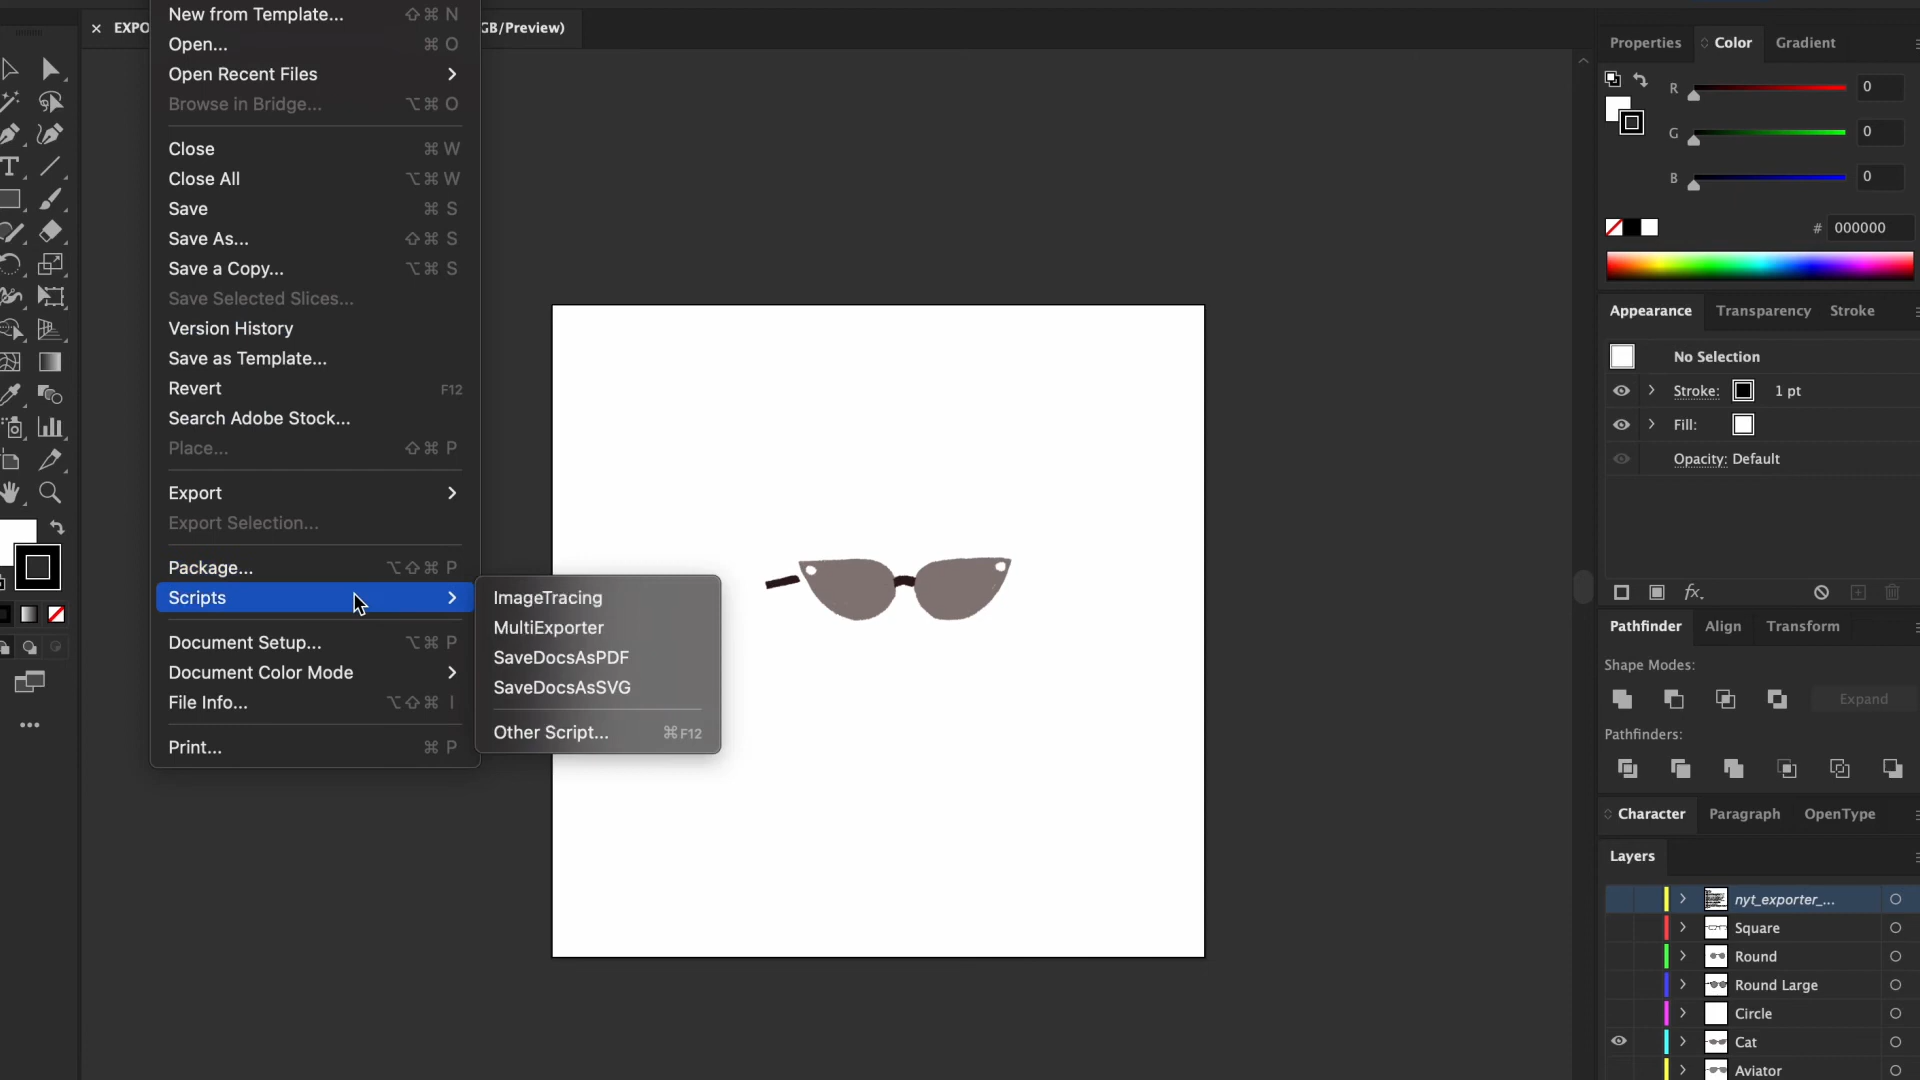 New from Template... ⇧⌘ N
Open... ⌘ O
Open Recent Files
Browse in Bridge... ⌥⌘ O
Close ⌘ W
Close All ⌥⌘ W
Save ⌘ S
Save As... ⇧⌘ S
Save a Copy... ⌥⌘ S
Save Selected Slices...
Version History
Save as Template...
Revert F12
Search Adobe Stock...
Place... ⇧⌘ P
Export
Export Selection...
Package... ⌥⇧⌘ P
Scripts
Document Setup... ⌥⌘ P
Document Color Mode
File Info... ⌥⇧⌘ I
Print... ⌘ P
ImageTracing
MultiExporter
SaveDocsAsPDF
SaveDocsAsSVG
Other Script... ⌘F12
EXPO
GB/Preview)
Properties Color Gradient
R 0
G 0
B 0
# 000000
Appearance Transparency Stroke
No Selection
Stroke: 1 pt
Fill:
Opacity: Default
fx.
Pathfinder Align Transform
Shape Modes:
Expand
Pathfinders:
Character Paragraph OpenType
Layers
nyt_exporter_...
Square
Round
Round Large
Circle
Cat
Aviator